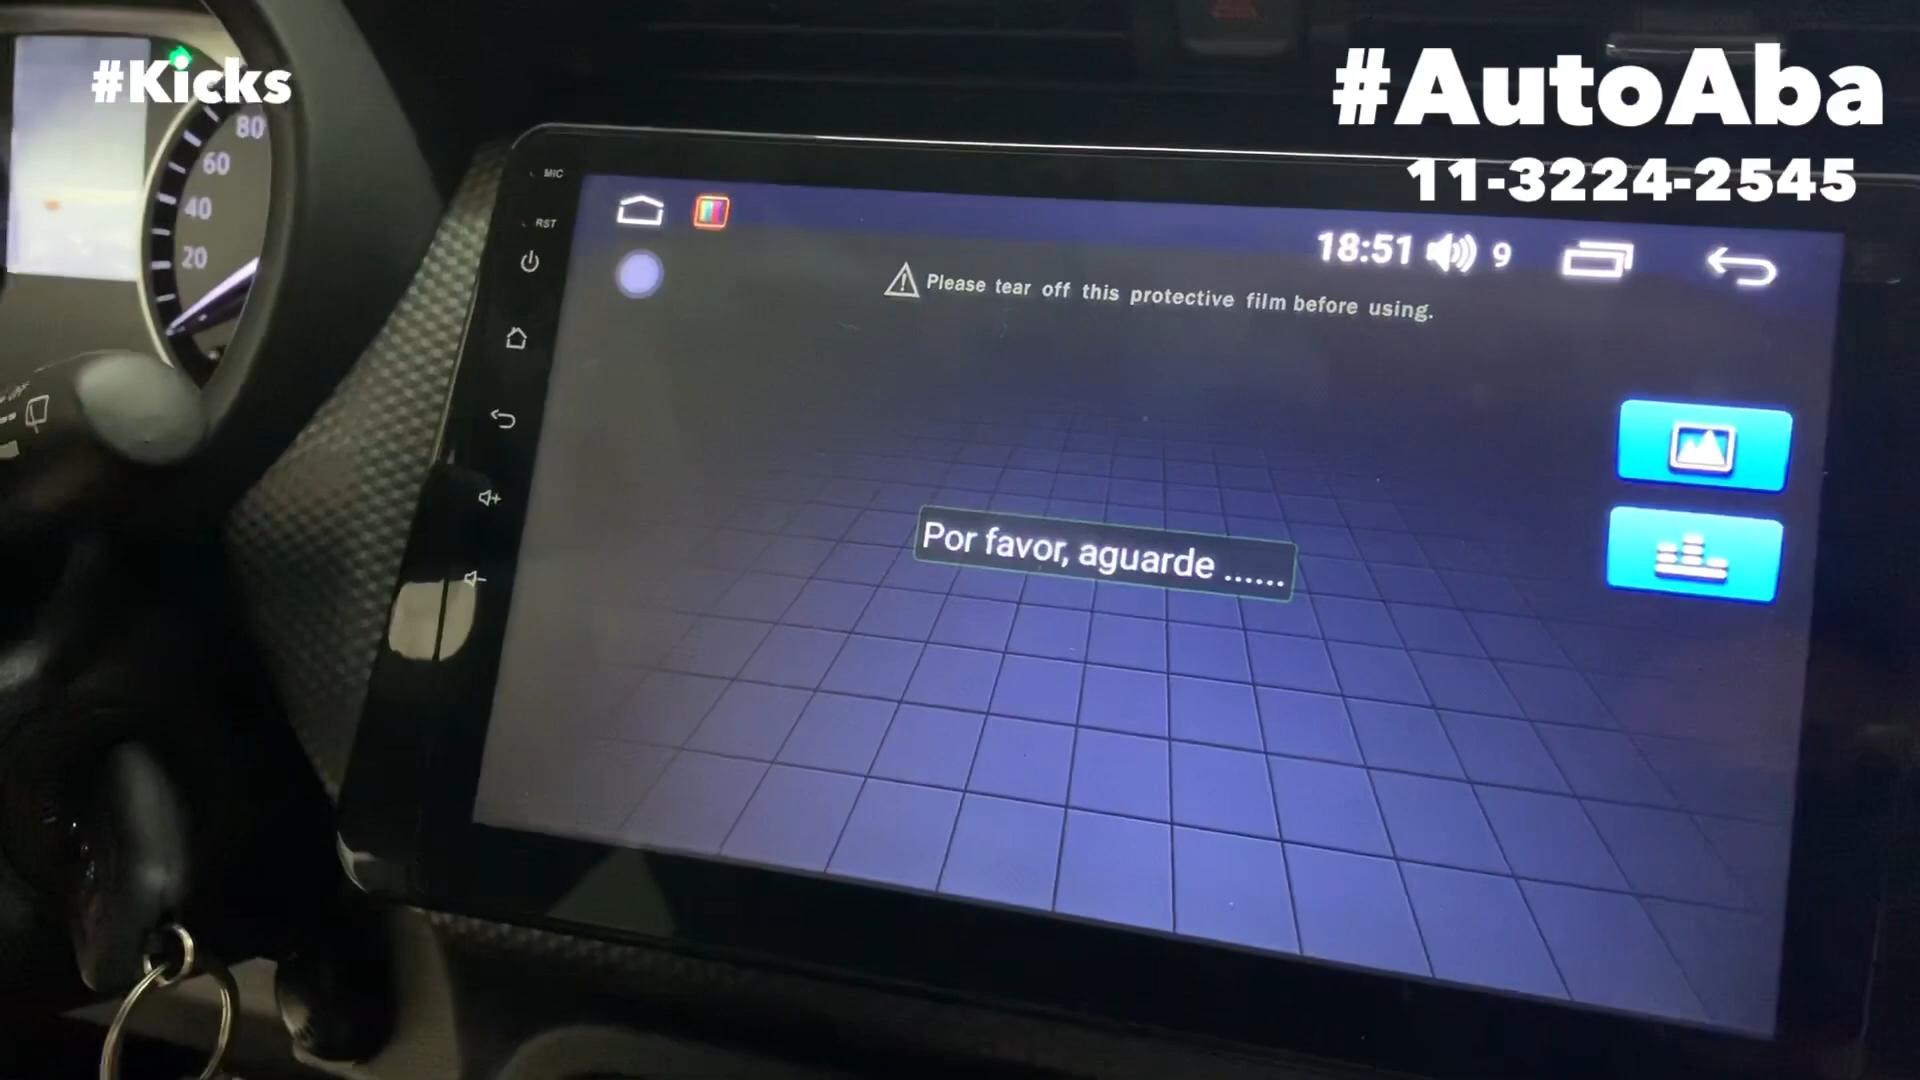 #Kicks
#AutoAba
11-3224-2545
80
60
40
20
MIC
RST
18:51
9
Please tear off this protective film before using.
Por favor, aguarde ......